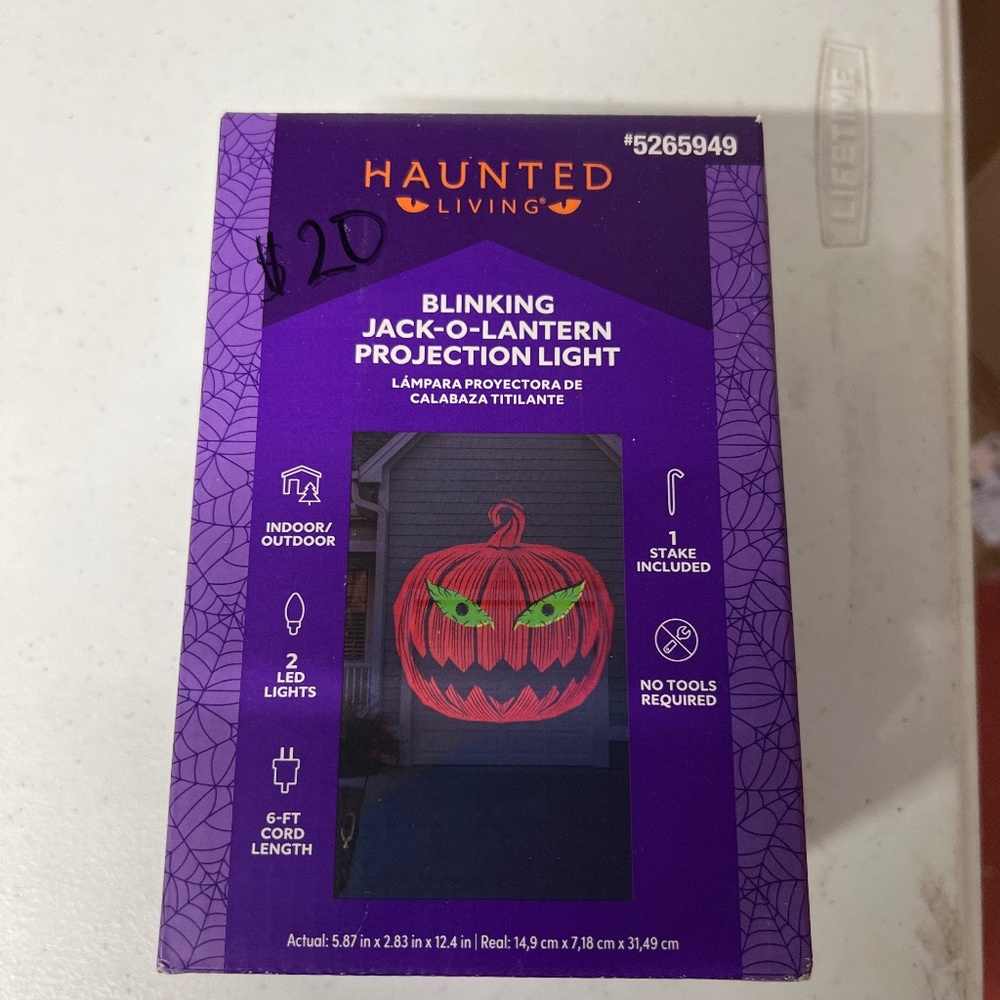 #5265949
HAUNTED
LIVING®
$20
BLINKING
JACK-O-LANTERN
PROJECTION LIGHT
LÁMPARA PROYECTORA DE
CALABAZA TITILANTE
INDOOR/
OUTDOOR
2
LED
LIGHTS
6-FT
CORD
LENGTH
1
STAKE
INCLUDED
NO TOOLS
REQUIRED
Actual: 5.87 in x 2.83 in x 12.4 in | Real: 14,9 cm x 7,18 cm x 31,49 cm
LIFETIME